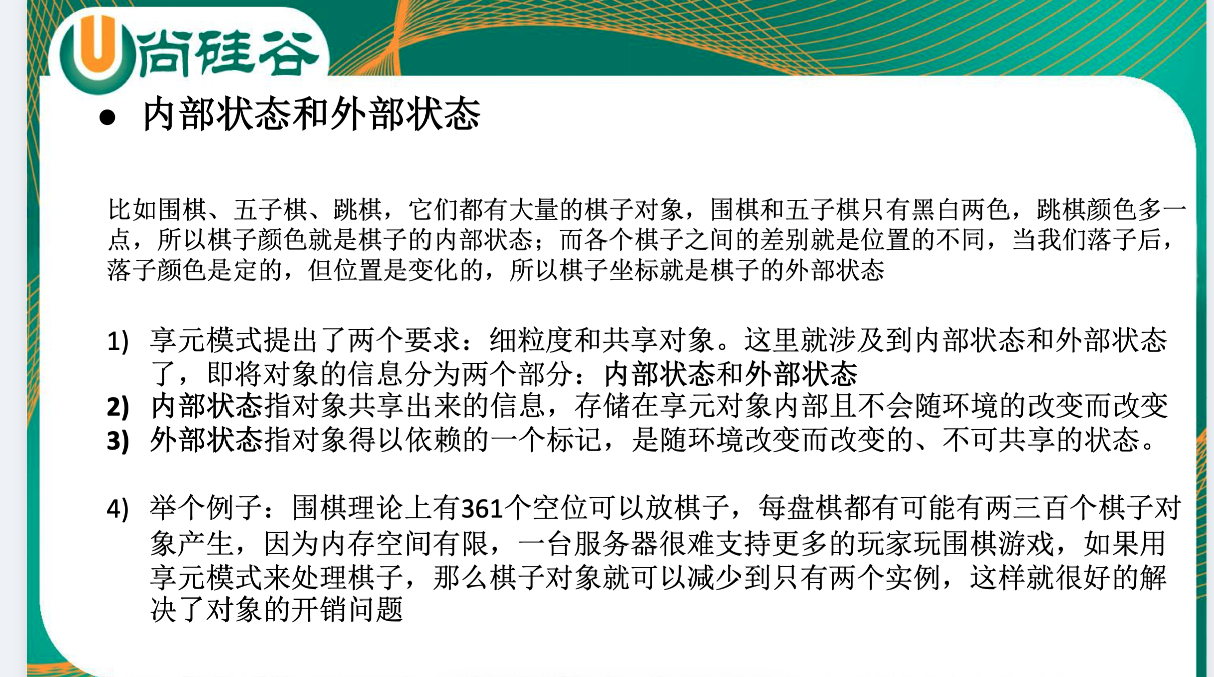 尚硅谷
● 内部状态和外部状态
比如围棋、五子棋、跳棋，它们都有大量的棋子对象，围棋和五子棋只有黑白两色，跳棋颜色多一
点，所以棋子颜色就是棋子的内部状态；而各个棋子之间的差别就是位置的不同，当我们落子后，
落子颜色是定的，但位置是变化的，所以棋子坐标就是棋子的外部状态
1) 享元模式提出了两个要求：细粒度和共享对象。这里就涉及到内部状态和外部状态
了，即将对象的信息分为两个部分：内部状态和外部状态
2) 内部状态指对象共享出来的信息，存储在享元对象内部且不会随环境的改变而改变
3) 外部状态指对象得以依赖的一个标记，是随环境改变而改变的、不可共享的状态。
4) 举个例子：围棋理论上有361个空位可以放棋子，每盘棋都有可能有两三百个棋子对
象产生，因为内存空间有限，一台服务器很难支持更多的玩家玩围棋游戏，如果用
享元模式来处理棋子，那么棋子对象就可以减少到只有两个实例，这样就很好的解
决了对象的开销问题